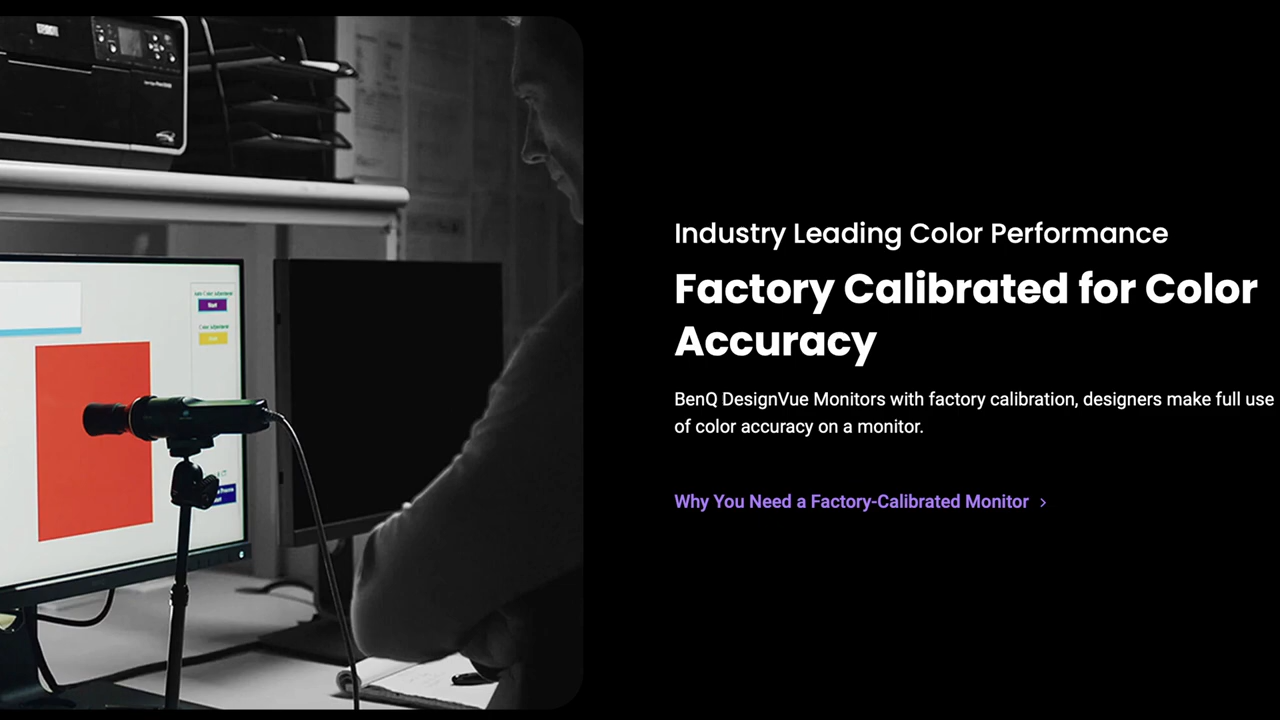 Industry Leading Color Performance
Factory Calibrated for Color
Accuracy
BenQ DesignVue Monitors with factory calibration, designers make full use
of color accuracy on a monitor.
Why You Need a Factory-Calibrated Monitor
Start